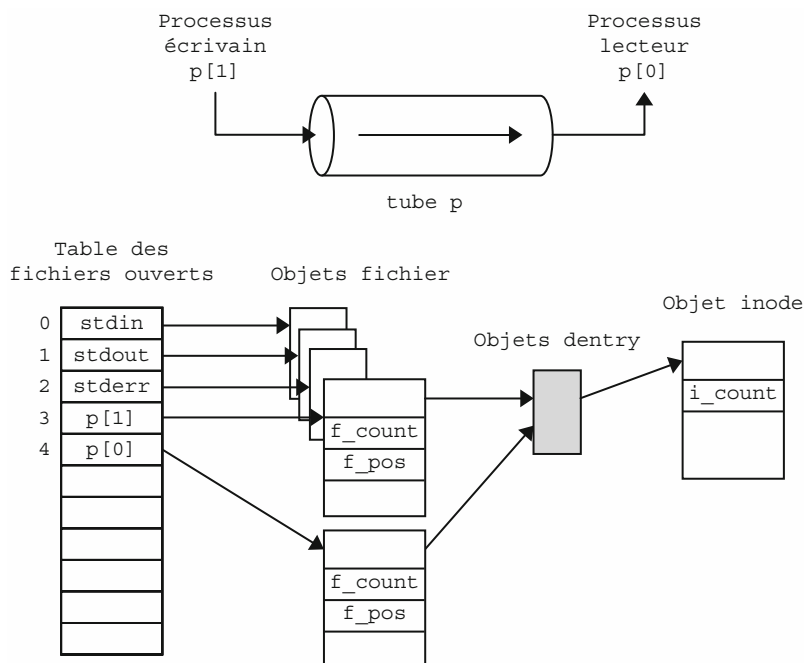 Processus
écrivain
p[1]
Processus
lecteur
p[0]
tube p
Table des
fichiers ouverts
Objets fichier
Objets dentry
Objet inode
0 stdin
1 stdout
2 stderr
3 p[1]
4 p[0]
f_count
f_pos
f_count
f_pos
i_count